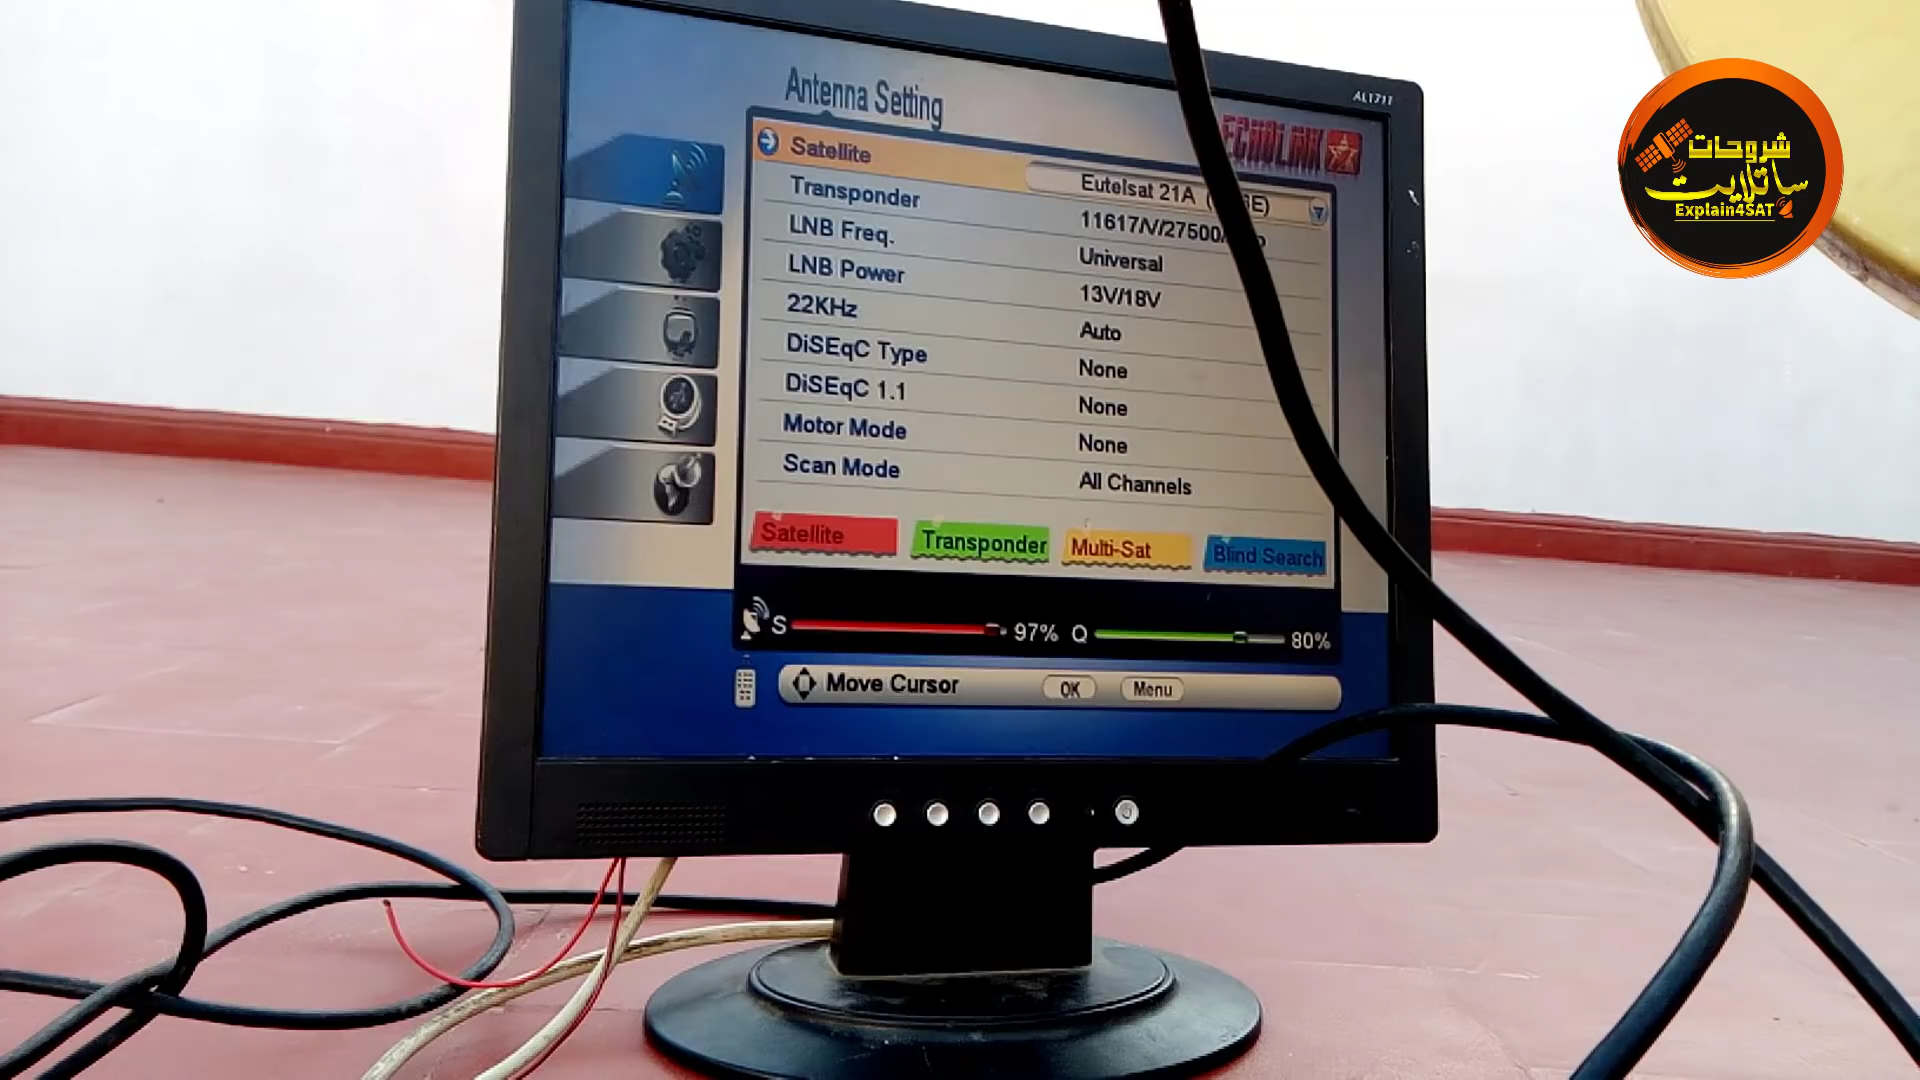 Antenna Setting
AL1711
ECHOLINK
شروحات
ساتلايت
Explain4SAT
Satellite
Eutelsat 21A
Transponder
11617/V/27500
LNB Freq.
Universal
LNB Power
13V/18V
22KHz
Auto
DiSEqC Type
None
DiSEqC 1.1
None
Motor Mode
None
Scan Mode
All Channels
Satellite
Transponder
Multi-Sat
Blind Search
S
97%
Q
80%
Move Cursor
OK
Menu